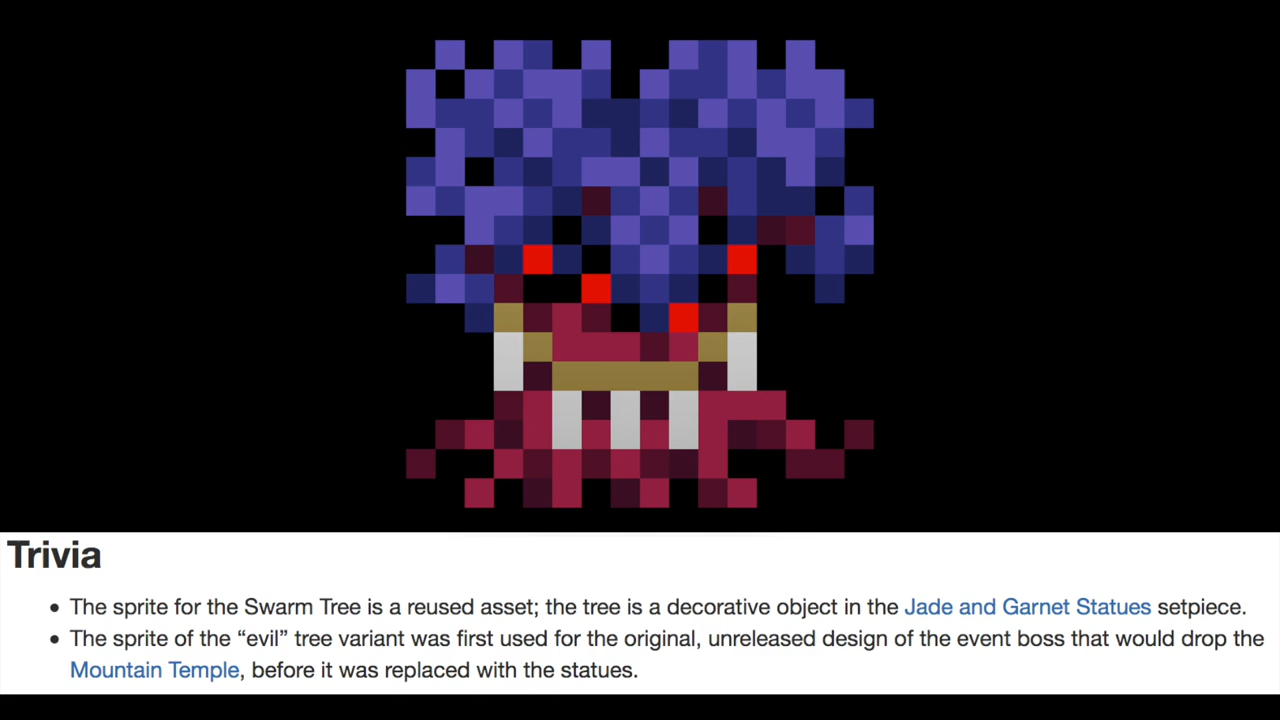 Trivia
• The sprite for the Swarm Tree is a reused asset; the tree is a decorative object in the Jade and Garnet Statues setpiece.
• The sprite of the “evil” tree variant was first used for the original, unreleased design of the event boss that would drop the
Mountain Temple, before it was replaced with the statues.